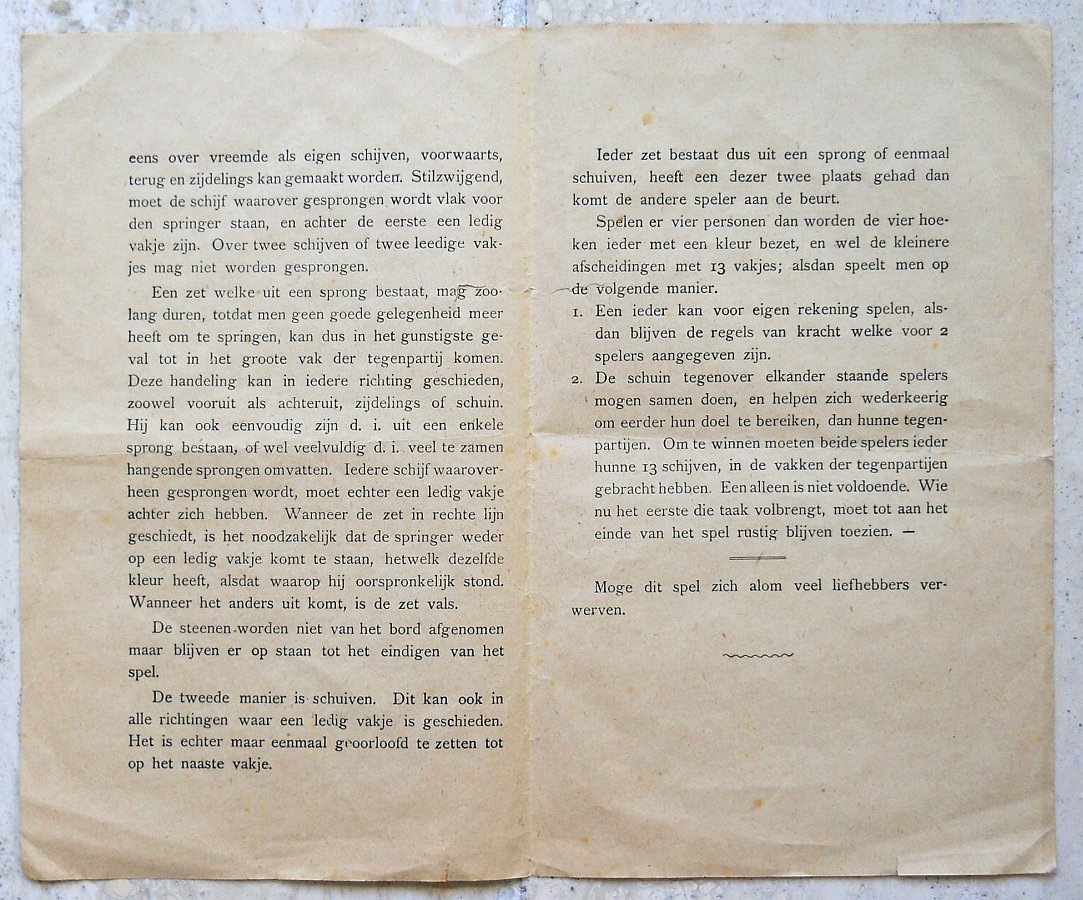 eens over vreemde als eigen schijven, voorwaarts,
terug en zijdelings kan gemaakt worden. Stilzwijgend,
moet de schijf waarover gesprongen wordt vlak voor
den springer staan, en achter de eerste een ledig
vakje zijn. Over twee schijven of twee leedige vak-
jes mag niet worden gesprongen.
Een zet welke uit een sprong bestaat, mag zoo-
lang duren, totdat men geen goede gelegenheid meer
heeft om te springen, kan dus in het gunstigste ge-
val tot in het groote vak der tegenpartij komen.
Deze handeling kan in iedere richting geschieden,
zoowel vooruit als achteruit, zijdelings of schuin.
Hij kan ook eenvoudig zijn d. i. uit een enkele
sprong bestaan, of wel veelvuldig d. i. veel te zamen
hangende sprongen omvatten. Iedere schijf waarover-
heen gesprongen wordt, moet echter een ledig vakje
achter zich hebben. Wanneer de zet in rechte lijn
geschiedt, is het noodzakelijk dat de springer weder
op een ledig vakje komt te staan, hetwelk dezelfde
kleur heeft, alsdat waarop hij oorspronkelijk stond.
Wanneer het anders uit komt, is de zet vals.
De steenen worden niet van het bord afgenomen
maar blijven er op staan tot het eindigen van het
spel.
De tweede manier is schuiven. Dit kan ook in
alle richtingen waar een ledig vakje is geschieden.
Het is echter maar eenmaal geoorloofd te zetten tot
op het naaste vakje.
Ieder zet bestaat dus uit een sprong of eenmaal
schuiven, heeft een dezer twee plaats gehad dan
komt de andere speler aan de beurt.
Spelen er vier personen dan worden de vier hoe-
ken ieder met een kleur bezet, en wel de kleinere
afscheidingen met 13 vakjes; alsdan speelt men op
de volgende manier.
1. Een ieder kan voor eigen rekening spelen, als-
dan blijven de regels van kracht welke voor 2
spelers aangegeven zijn.
2. De schuin tegenover elkander staande spelers
mogen samen doen, en helpen zich wederkeerig
om eerder hun doel te bereiken, dan hunne tegen-
partijen. Om te winnen moeten beide spelers ieder
hunne 13 schijven, in de vakken der tegenpartijen
gebracht hebben. Een alleen is niet voldoende. Wie
nu het eerste die taak volbrengt, moet tot aan het
einde van het spel rustig blijven toezien. —
Moge dit spel zich alom veel liefhebbers ver-
werven.